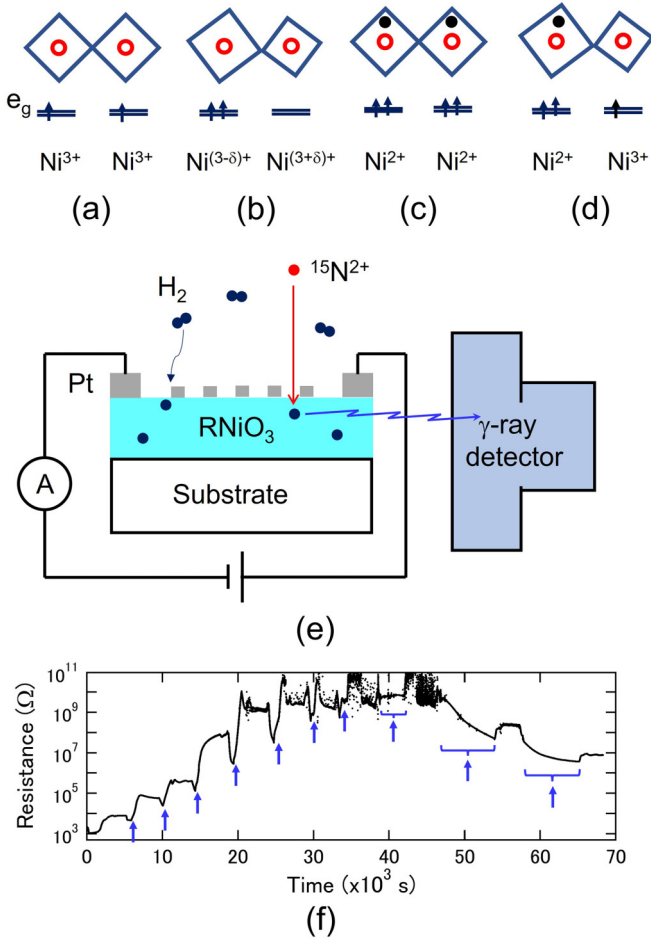 e_g
Ni³⁺ Ni³⁺ Ni⁽³⁻ᵟ⁾⁺ Ni⁽³⁺ᵟ⁾⁺ Ni²⁺ Ni²⁺ Ni²⁺ Ni³⁺
(a) (b) (c) (d)
H₂ ¹⁵N²⁺
Pt
RNiO₃
γ-ray
detector
A
Substrate
(e)
Resistance (Ω)
10¹¹
10⁹
10⁷
10⁵
10³
0 10 20 30 40 50 60 70
Time (x10³ s)
(f)